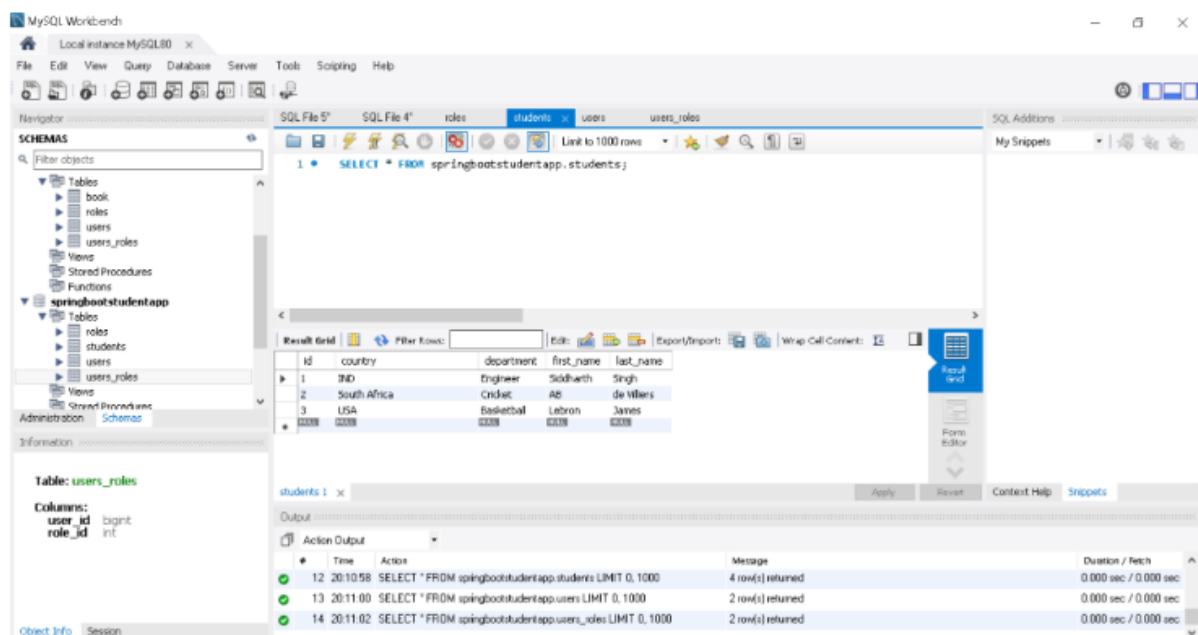 MySQL Workbench
Local instance MySQL80 ×
File Edit View Query Database Server Tools Scripting Help
Navigator
SCHEMAS
Filter objects
Tables
book
roles
users
users_roles
Views
Stored Procedures
Functions
springbootstudentapp
Tables
roles
students
users
users_roles
Views
Stored Procedures
Administration Schemas
Information
Table: users_roles
Columns:
user_id bigint
role_id int
Object Info Session
SQL File 5* SQL File 4* roles students × users users_roles
Limit to 1000 rows
1 SELECT * FROM springbootstudentapp.students;
Result Grid Filter Rows: Edit: Export/Import: Wrap Cell Content:
id country department first_name last_name
1 IND Engineer Siddharth Singh
2 South Africa Cricket AB de Villiers
3 USA Basketball Lebron James
NULL NULL NULL NULL NULL
Result Grid
Form Editor
students 1 × Apply Revert
Output
Action Output
# Time Action Message Duration / Fetch
12 20:10:58 SELECT * FROM springbootstudentapp.students LIMIT 0, 1000 4 row(s) returned 0.000 sec / 0.000 sec
13 20:11:00 SELECT * FROM springbootstudentapp.users LIMIT 0, 1000 2 row(s) returned 0.000 sec / 0.000 sec
14 20:11:02 SELECT * FROM springbootstudentapp.users_roles LIMIT 0, 1000 2 row(s) returned 0.000 sec / 0.000 sec
SQL Additions
My Snippets
Context Help Snippets